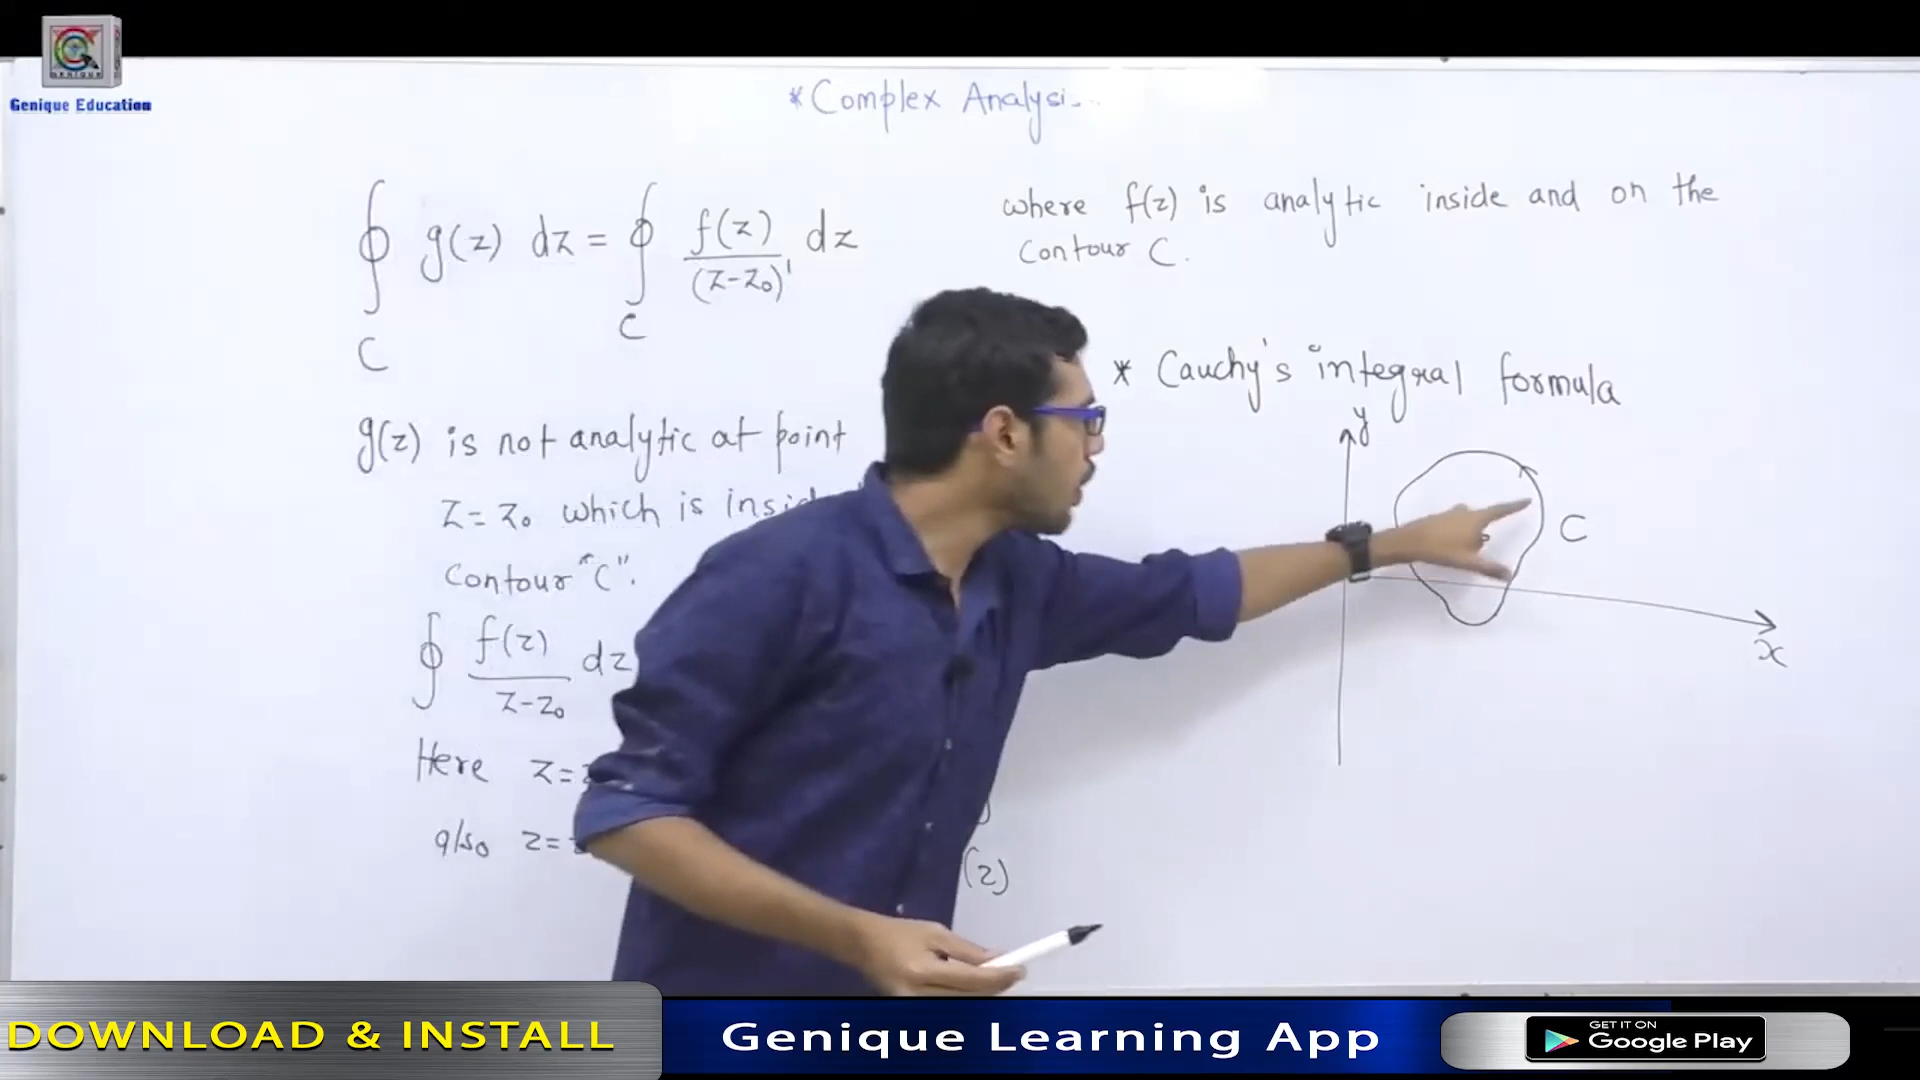 GENIQUE
Genique Education
*Complex Analysi
∮ g(z) dz = ∮ f(z)/(z-z₀)¹ dz
C C
where f(z) is analytic inside and on the
contour C.
* Cauchy's integral formula
g(z) is not analytic at point
z = z₀ which is
contour "C".
∮ f(z)/z-z₀ dz
Here z=
also z=
(z)
y
C
x
DOWNLOAD & INSTALL
Genique Learning App
GET IT ON
Google Play